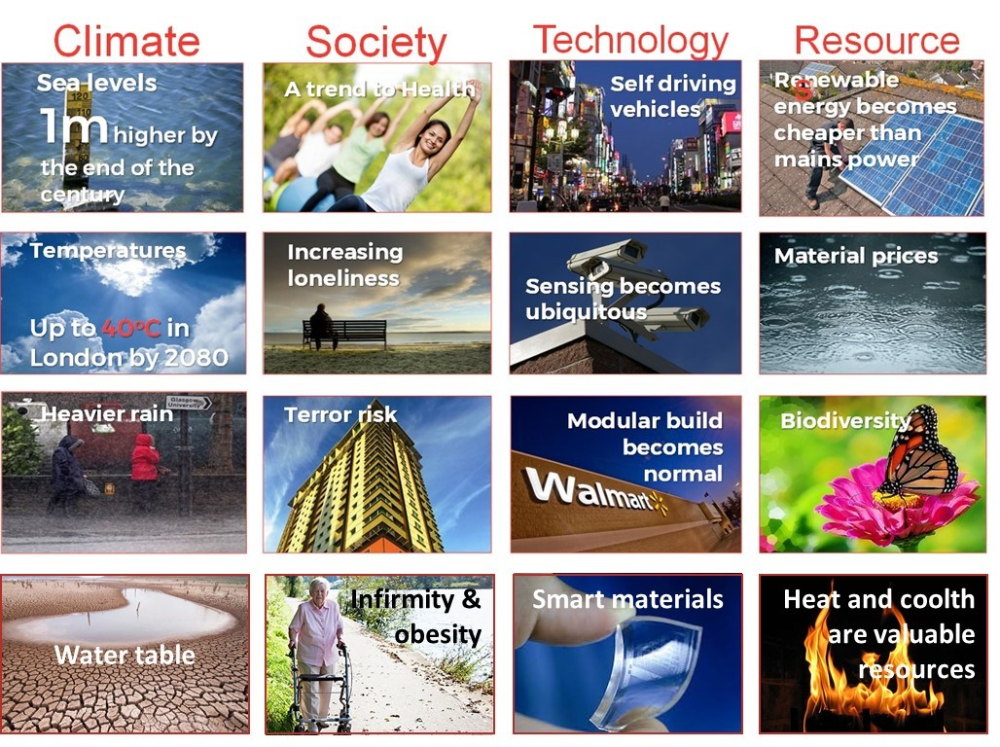 Climate
Society
Technology
Resource
s
Sea levels
120
1m higher by
80
the end of the
century
A trend to Health
Self driving
vehicles
Renewable
energy becomes
cheaper than
mains power
Temperatures
Up to 40°C in
London by 2080
Increasing
loneliness
Sensing becomes
ubiquitous
Material prices
Heavier rain
Glasgow
University
Terror risk
Modular build
becomes
normal
Walmart
Biodiversity
Water table
Infirmity &
obesity
Smart materials
Heat and coolth
are valuable
resources